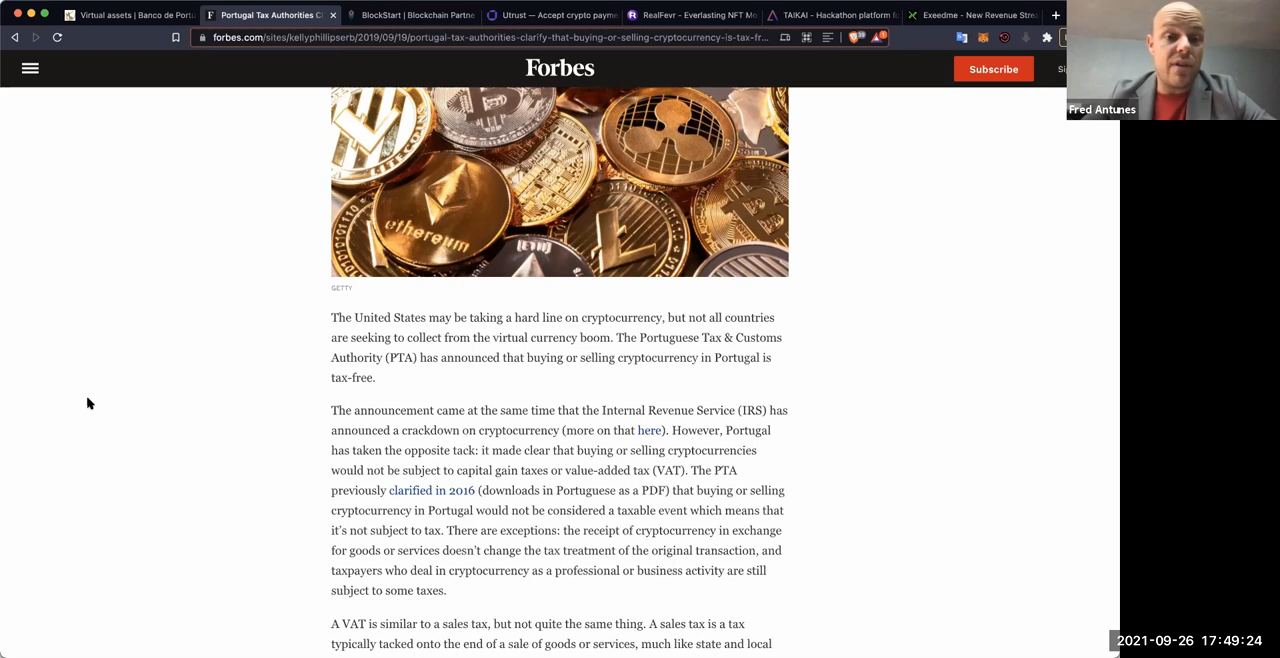 Virtual assets | Banco de Portu
Portugal Tax Authorities C
BlockStart | Blockchain Partne
Utrust — Accept crypto payme
RealFevr - Everlasting NFT Mo
TAIKAI - Hackathon platform f
Exeedme - New Revenue Strea
forbes.com/sites/kellyphillipserb/2019/09/19/portugal-tax-authorities-clarify-that-buying-or-selling-cryptocurrency-is-tax-fr...
Forbes
Subscribe
Fred Antunes
LITECOIN
ethereum
GETTY
The United States may be taking a hard line on cryptocurrency, but not all countries
are seeking to collect from the virtual currency boom. The Portuguese Tax & Customs
Authority (PTA) has announced that buying or selling cryptocurrency in Portugal is
tax-free.
The announcement came at the same time that the Internal Revenue Service (IRS) has
announced a crackdown on cryptocurrency (more on that here). However, Portugal
has taken the opposite tack: it made clear that buying or selling cryptocurrencies
would not be subject to capital gain taxes or value-added tax (VAT). The PTA
previously clarified in 2016 (downloads in Portuguese as a PDF) that buying or selling
cryptocurrency in Portugal would not be considered a taxable event which means that
it's not subject to tax. There are exceptions: the receipt of cryptocurrency in exchange
for goods or services doesn't change the tax treatment of the original transaction, and
taxpayers who deal in cryptocurrency as a professional or business activity are still
subject to some taxes.
A VAT is similar to a sales tax, but not quite the same thing. A sales tax is a tax
typically tacked onto the end of a sale of goods or services, much like state and local
2021-09-26 17:49:24